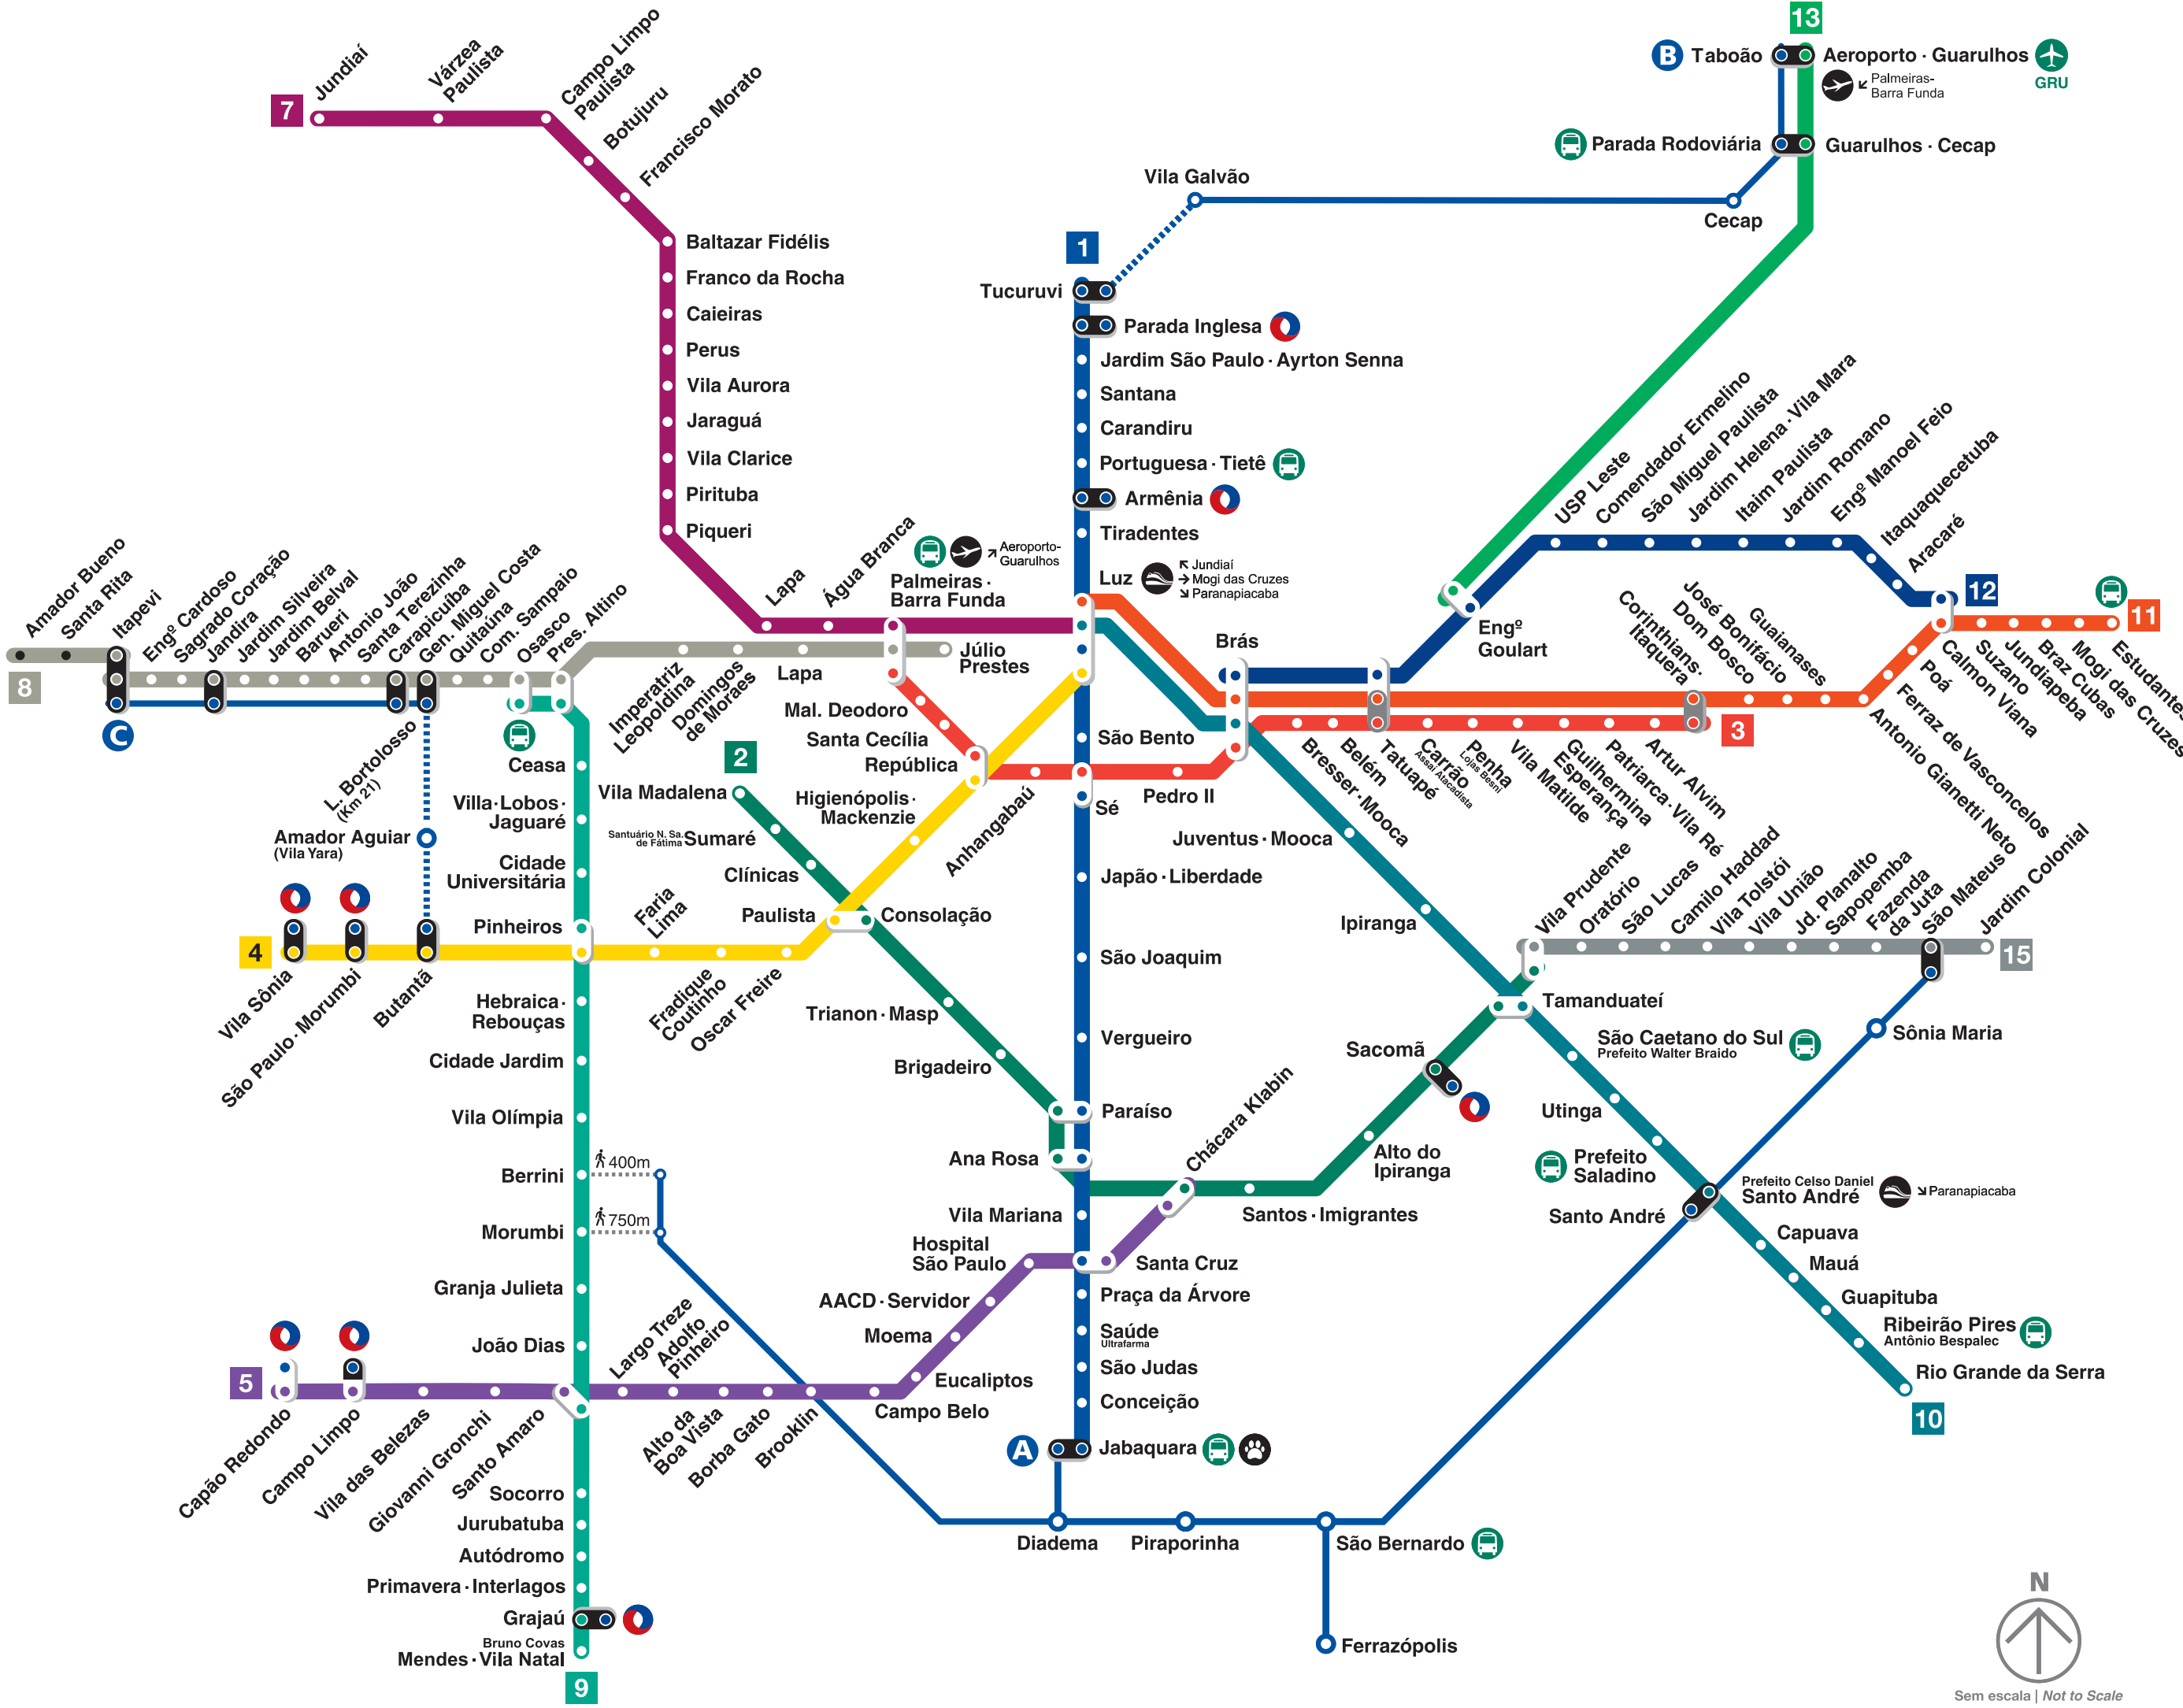 13
B
Taboão
Aeroporto · Guarulhos
GRU
Palmeiras-
Barra Funda
Parada Rodoviária
Guarulhos · Cecap
Vila Galvão
Cecap
7
Jundiaí
Várzea
Paulista
Campo Limpo
Paulista
Botujuru
Francisco Morato
Baltazar Fidélis
Franco da Rocha
Caieiras
Perus
Vila Aurora
Jaraguá
Vila Clarice
Pirituba
Piqueri
Lapa
Água Branca
Aeroporto-
Guarulhos
Palmeiras ·
Barra Funda
1
Tucuruvi
Parada Inglesa
Jardim São Paulo · Ayrton Senna
Santana
Carandiru
Portuguesa · Tietê
Armênia
Tiradentes
Luz
Jundiaí
Mogi das Cruzes
Paranapiacaba
São Bento
Sé
Japão · Liberdade
São Joaquim
Vergueiro
Paraíso
Ana Rosa
Vila Mariana
Santa Cruz
Praça da Árvore
Saúde
Ultrafarma
São Judas
Conceição
A
Jabaquara
8
Amador Bueno
Santa Rita
Itapevi
Engº Cardoso
Sagrado Coração
Jandira
Jardim Silveira
Jardim Belval
Barueri
Antonio João
Santa Terezinha
Carapicuíba
Gen. Miguel Costa
Quitaúna
Com. Sampaio
Osasco
Pres. Altino
Imperatriz
Leopoldina
Domingos
de Moraes
Lapa
Júlio
Prestes
C
L. Bortolosso
(Km 21)
Amador Aguiar
(Vila Yara)
Ceasa
Villa-Lobos ·
Jaguaré
Cidade
Universitária
Pinheiros
Hebraica ·
Rebouças
Cidade Jardim
Vila Olímpia
Berrini
400m
Morumbi
750m
Granja Julieta
João Dias
Socorro
Jurubatuba
Autódromo
Primavera · Interlagos
Grajaú
Bruno Covas
Mendes · Vila Natal
9
4
Vila Sônia
São Paulo · Morumbi
Butantã
Faria
Lima
Fradique
Coutinho
Oscar Freire
Paulista
Higienópolis ·
Mackenzie
2
Vila Madalena
Santuário N. Sa.
de Fátima
Sumaré
Clínicas
Consolação
Trianon · Masp
Brigadeiro
Chácara Klabin
Santos · Imigrantes
Alto do
Ipiranga
Sacomã
Tamanduateí
Vila Prudente
Mal. Deodoro
Santa Cecília
República
Anhangabaú
Pedro II
Brás
Bresser · Mooca
Belém
Tatuapé
Carrão
Assaí Atacadista
Penha
Lojas Besni
Vila Matilde
Guilhermina
Esperança
Patriarca · Vila Ré
Artur Alvim
Corinthians ·
Itaquera
3
Dom Bosco
José Bonifácio
Guaianases
Antonio Gianetti Neto
Ferraz de Vasconcelos
Poá
Calmon Viana
Suzano
Jundiapeba
Braz Cubas
Mogi das Cruzes
Estudantes
11
12
Engº
Goulart
USP Leste
Comendador Ermelino
São Miguel Paulista
Jardim Helena · Vila Mara
Itaim Paulista
Jardim Romano
Engº Manoel Feio
Itaquaquecetuba
Aracaré
Oratório
São Lucas
Camilo Haddad
Vila Tolstói
Vila União
Jd. Planalto
Sapopemba
Fazenda
da Juta
São Mateus
Jardim Colonial
15
Juventus · Mooca
Ipiranga
São Caetano do Sul
Prefeito Walter Braido
Utinga
Prefeito
Saladino
Prefeito Celso Daniel
Santo André
Paranapiacaba
Capuava
Mauá
Guapituba
Ribeirão Pires
Antônio Bespalec
Rio Grande da Serra
10
Sônia Maria
Santo André
5
Capão Redondo
Campo Limpo
Vila das Belezas
Giovanni Gronchi
Santo Amaro
Largo Treze
Adolfo
Pinheiro
Alto da
Boa Vista
Borba Gato
Brooklin
Campo Belo
Eucaliptos
Moema
AACD · Servidor
Hospital
São Paulo
Diadema
Piraporinha
São Bernardo
Ferrazópolis
N
Sem escala | Not to Scale